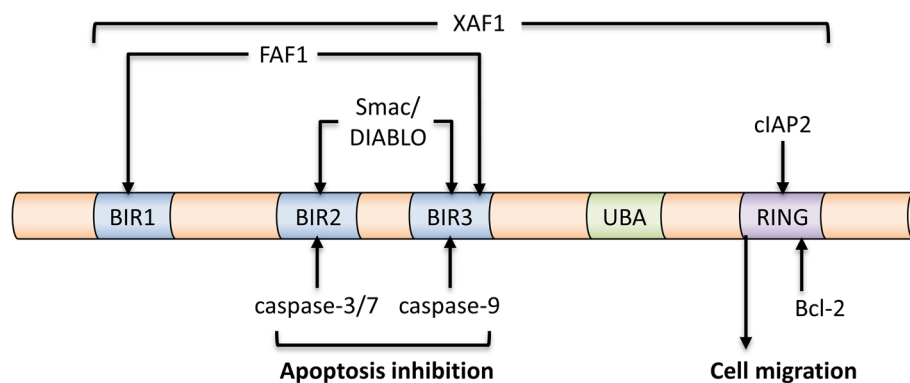 XAF1
FAF1
Smac/
DIABLO
cIAP2
BIR1
BIR2
BIR3
UBA
RING
caspase-3/7
caspase-9
Bcl-2
Apoptosis inhibition
Cell migration